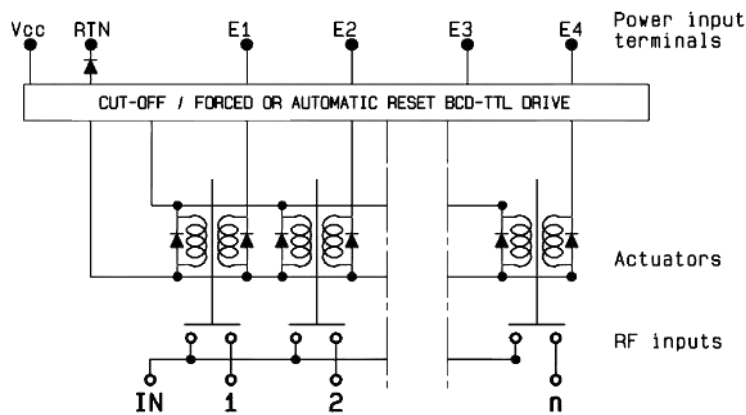 Vcc RTN E1 E2 E3 E4 Power input
terminals
CUT-OFF / FORCED OR AUTOMATIC RESET BCD-TTL DRIVE
Actuators
RF inputs
IN 1 2 n